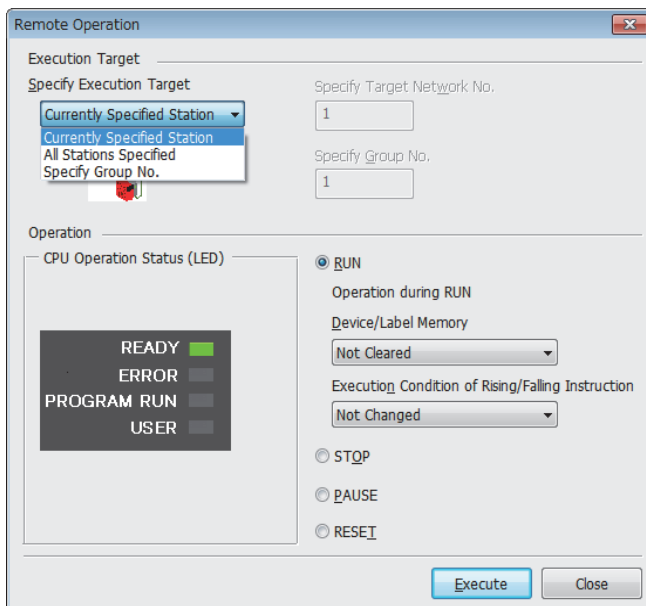 Remote Operation
Execution Target
Specify Execution Target
Currently Specified Station
Currently Specified Station
All Stations Specified
Specify Group No.
Specify Target Network No.
1
Specify Group No.
1
Operation
CPU Operation Status (LED)
READY
ERROR
PROGRAM RUN
USER
RUN
Operation during RUN
Device/Label Memory
Not Cleared
Execution Condition of Rising/Falling Instruction
Not Changed
STOP
PAUSE
RESET
Execute
Close